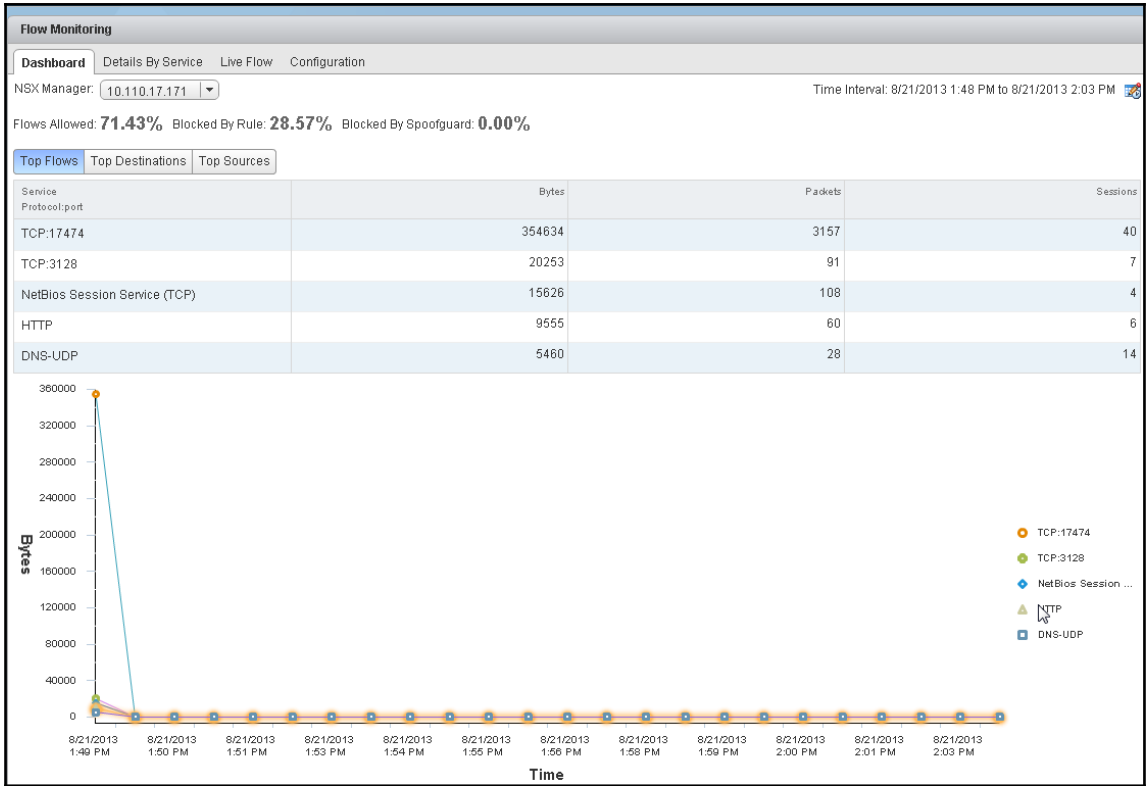 Flow Monitoring
Dashboard Details By Service Live Flow Configuration
NSX Manager: 10.110.17.171 Time Interval: 8/21/2013 1:48 PM to 8/21/2013 2:03 PM
Flows Allowed: 71.43% Blocked By Rule: 28.57% Blocked By Spoofguard: 0.00%
Top Flows Top Destinations Top Sources
Service Bytes Packets Sessions
Protocol:port
TCP:17474 354634 3157 40
TCP:3128 20253 91 7
NetBios Session Service (TCP) 15626 108 4
HTTP 9555 60 6
DNS-UDP 5460 28 14
360000
320000
280000
240000
200000
160000
120000
80000
40000
0
Bytes
TCP:17474
TCP:3128
NetBios Session ...
HTTP
DNS-UDP
8/21/2013 8/21/2013 8/21/2013 8/21/2013 8/21/2013 8/21/2013 8/21/2013 8/21/2013 8/21/2013 8/21/2013 8/21/2013 8/21/2013
1:49 PM 1:50 PM 1:51 PM 1:53 PM 1:54 PM 1:55 PM 1:56 PM 1:58 PM 1:59 PM 2:00 PM 2:01 PM 2:03 PM
Time